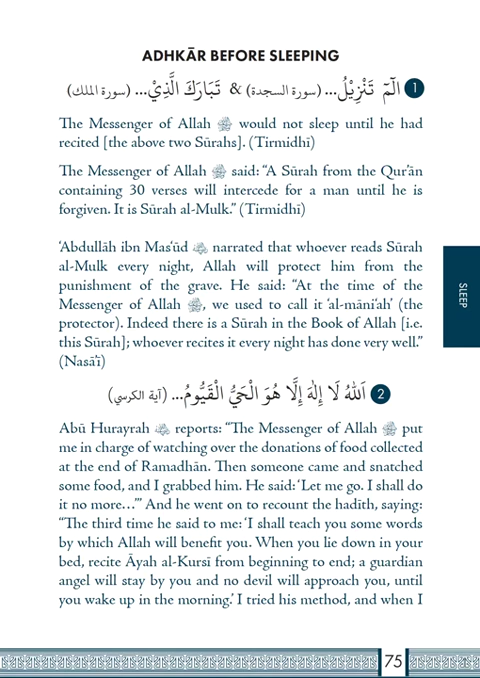 ADHKĀR BEFORE SLEEPING
1 الٓمٓ تَنْزِيْلُ... (سورة السجدة) & تَبَارَكَ الَّذِيْ... (سورة الملك)
The Messenger of Allah ﷺ would not sleep until he had
recited [the above two Sūrahs]. (Tirmidhī)
The Messenger of Allah ﷺ said: “A Sūrah from the Qur’ān
containing 30 verses will intercede for a man until he is
forgiven. It is Sūrah al-Mulk.” (Tirmidhī)
‘Abdullāh ibn Mas‘ūd narrated that whoever reads Sūrah
al-Mulk every night, Allah will protect him from the
punishment of the grave. He said: “At the time of the
Messenger of Allah ﷺ, we used to call it ‘al-māni‘ah’ (the
protector). Indeed there is a Sūrah in the Book of Allah [i.e.
this Sūrah]; whoever recites it every night has done very well.”
(Nasā’ī)
2 اَللّٰهُ لَا إِلٰهَ إِلَّا هُوَ الْحَيُّ الْقَيُّومُ... (آية الكرسي)
Abū Hurayrah reports: “The Messenger of Allah ﷺ put
me in charge of watching over the donations of food collected
at the end of Ramadhān. Then someone came and snatched
some food, and I grabbed him. He said: ‘Let me go. I shall do
it no more…’” And he went on to recount the hadīth, saying:
“The third time he said to me: ‘I shall teach you some words
by which Allah will benefit you. When you lie down in your
bed, recite Āyah al-Kursī from beginning to end; a guardian
angel will stay by you and no devil will approach you, until
you wake up in the morning.’ I tried his method, and when I
SLEEP
75